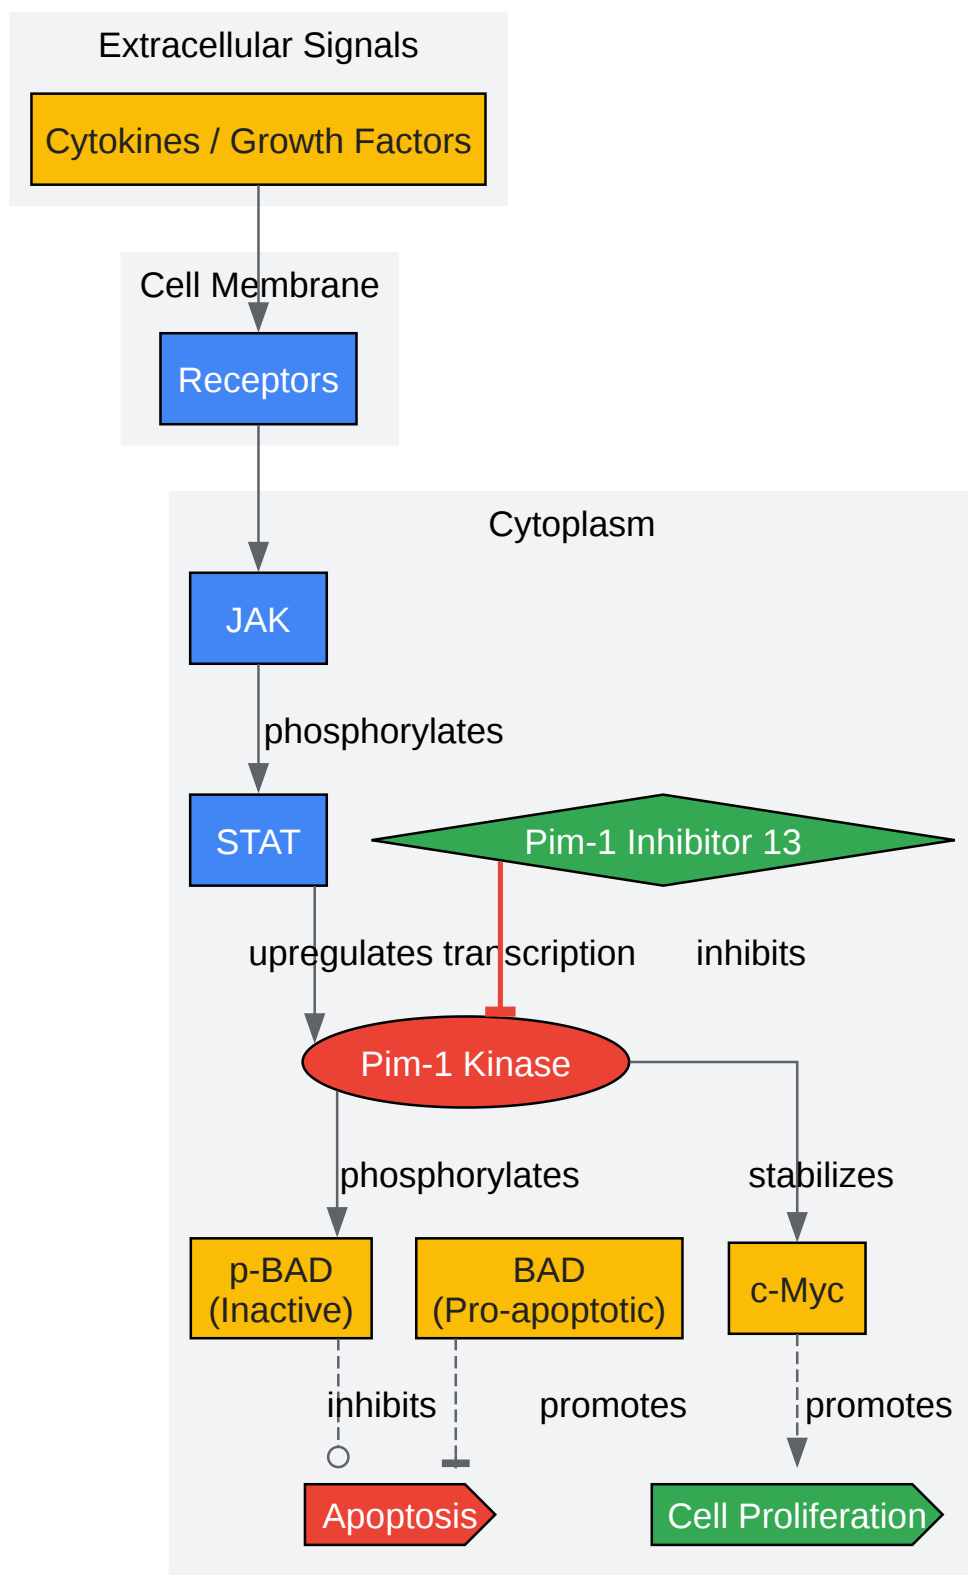 Extracellular Signals
Cytokines / Growth Factors
Cell Membrane
Receptors
Cytoplasm
JAK
phosphorylates
STAT
Pim-1 Inhibitor 13
upregulates transcription
inhibits
Pim-1 Kinase
phosphorylates
stabilizes
p-BAD
(Inactive)
BAD
(Pro-apoptotic)
c-Myc
inhibits
promotes
promotes
Apoptosis
Cell Proliferation